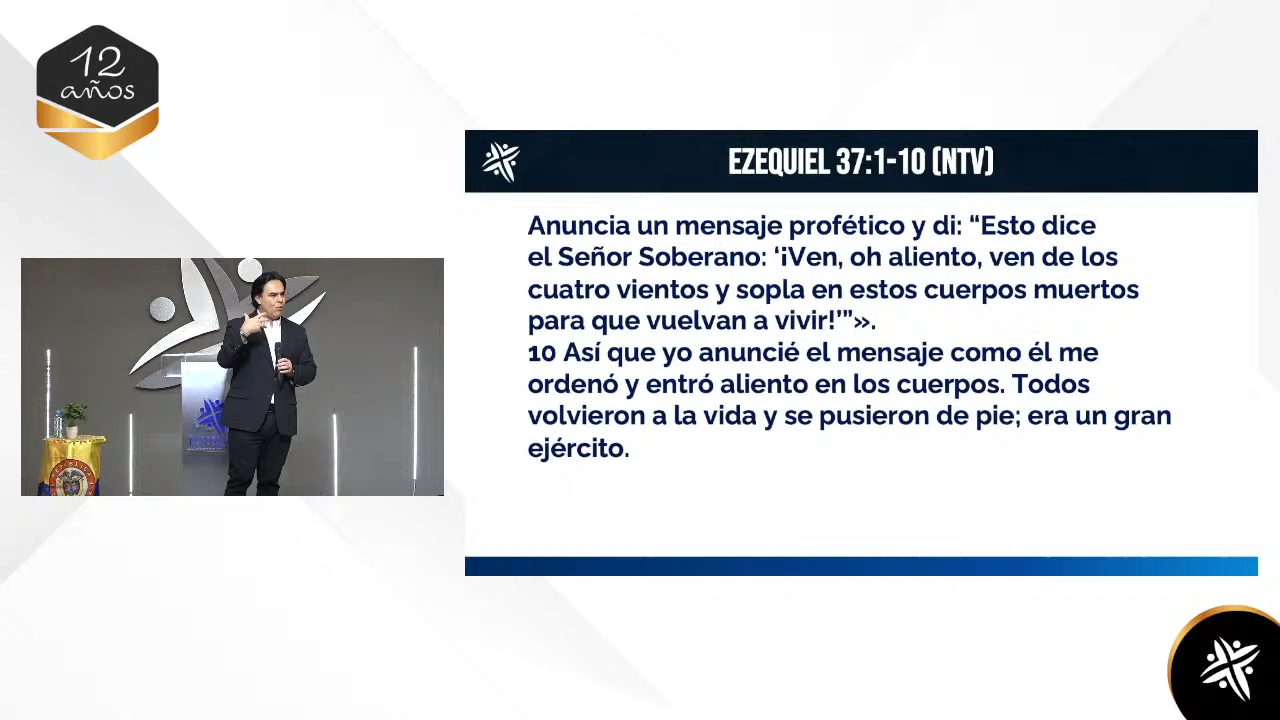 12
años
EZEQUIEL 37:1-10 (NTV)
Anuncia un mensaje profético y di: “Esto dice
el Señor Soberano: ‘¡Ven, oh aliento, ven de los
cuatro vientos y sopla en estos cuerpos muertos
para que vuelvan a vivir!’”».
10 Así que yo anuncié el mensaje como él me
ordenó y entró aliento en los cuerpos. Todos
volvieron a la vida y se pusieron de pie; era un gran
ejército.
REPÚBLICA